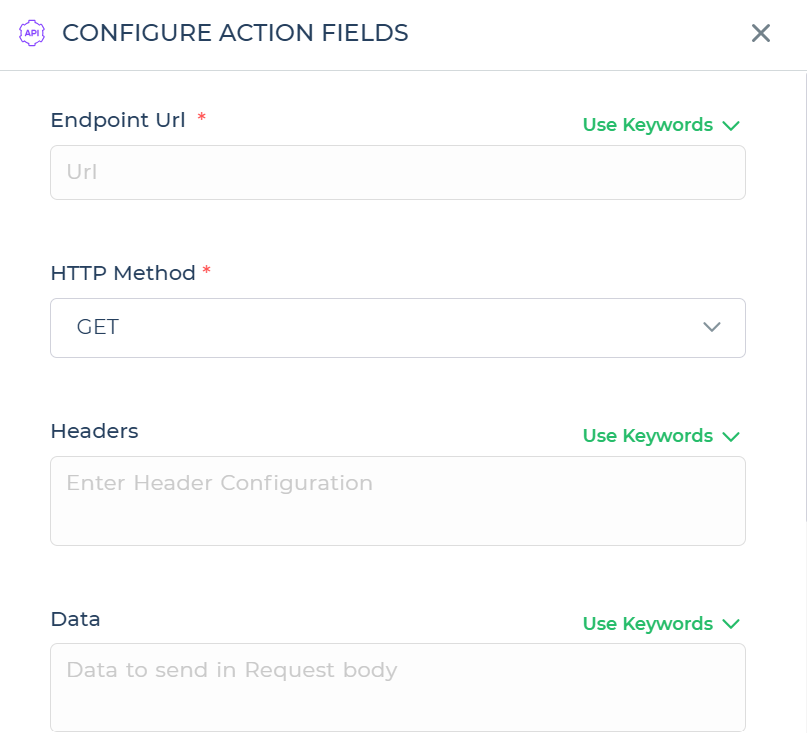 API CONFIGURE ACTION FIELDS
Endpoint Url *
Use Keywords
Url
HTTP Method *
GET
Headers
Use Keywords
Enter Header Configuration
Data
Use Keywords
Data to send in Request body